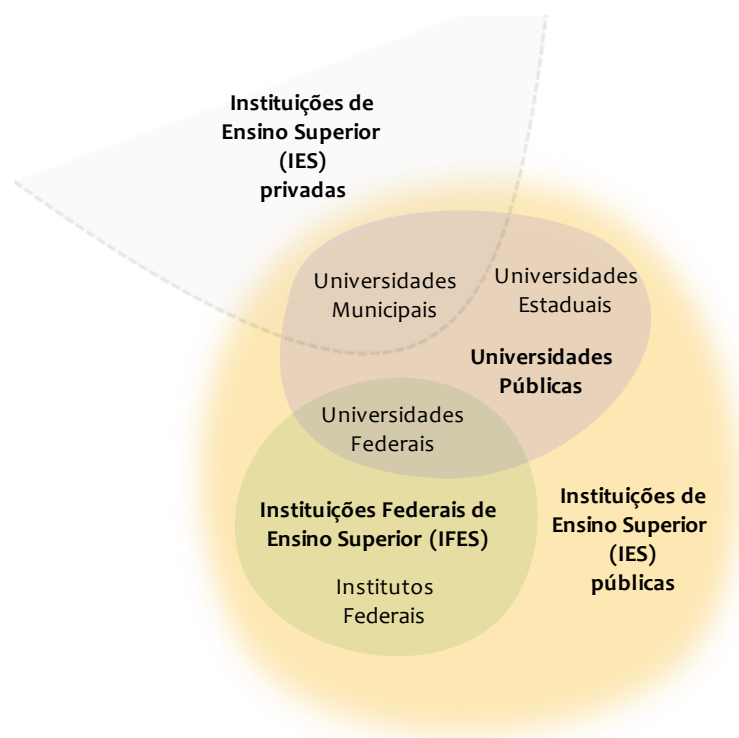 Instituições de
Ensino Superior
(IES)
privadas
Universidades
Municipais
Universidades
Estaduais
Universidades
Públicas
Universidades
Federais
Instituições Federais de
Ensino Superior (IFES)
Instituições de
Ensino Superior
(IES)
públicas
Institutos
Federais